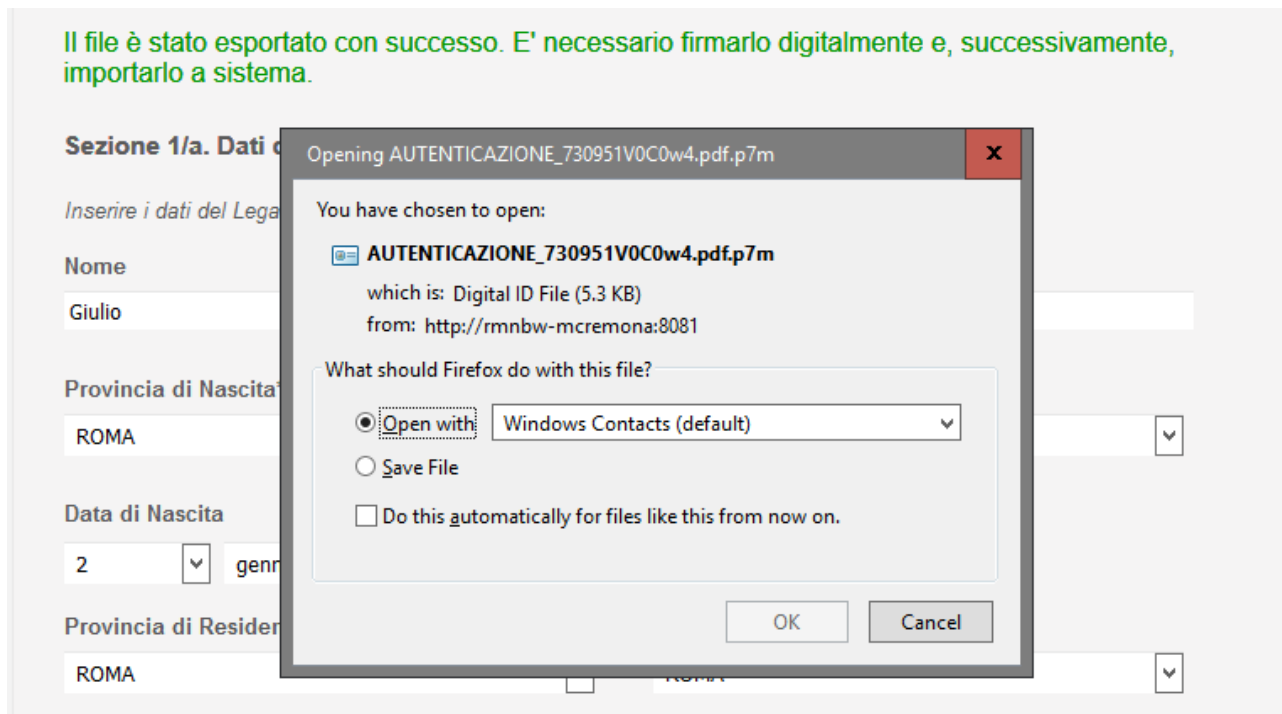 Il file è stato esportato con successo. E' necessario firmarlo digitalmente e, successivamente,
importarlo a sistema.
Sezione 1/a. Dati
Opening AUTENTICAZIONE_730951V0C0w4.pdf.p7m
x
Inserire i dati del
You have chosen to open:
AUTENTICAZIONE_730951V0C0w4.pdf.p7m
Nome
which is: Digital ID File (5.3 KB)
Giulio
from: http://rmnbw-mcremona:8081
What should Firefox do with this file?
Provincia di Nascita
Open with Windows Contacts (default)
ROMA
Save File
Data di Nascita
Do this automatically for files like this from now on.
2
OK Cancel
Provincia di
ROMA